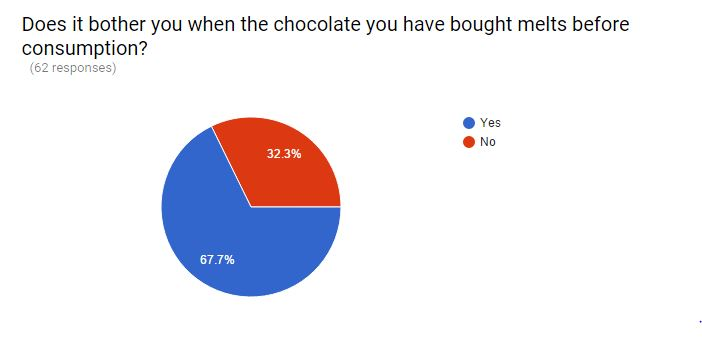 Does it bother you when the chocolate you have bought melts before
consumption?
(62 responses)
Yes
No
32.3%
67.7%